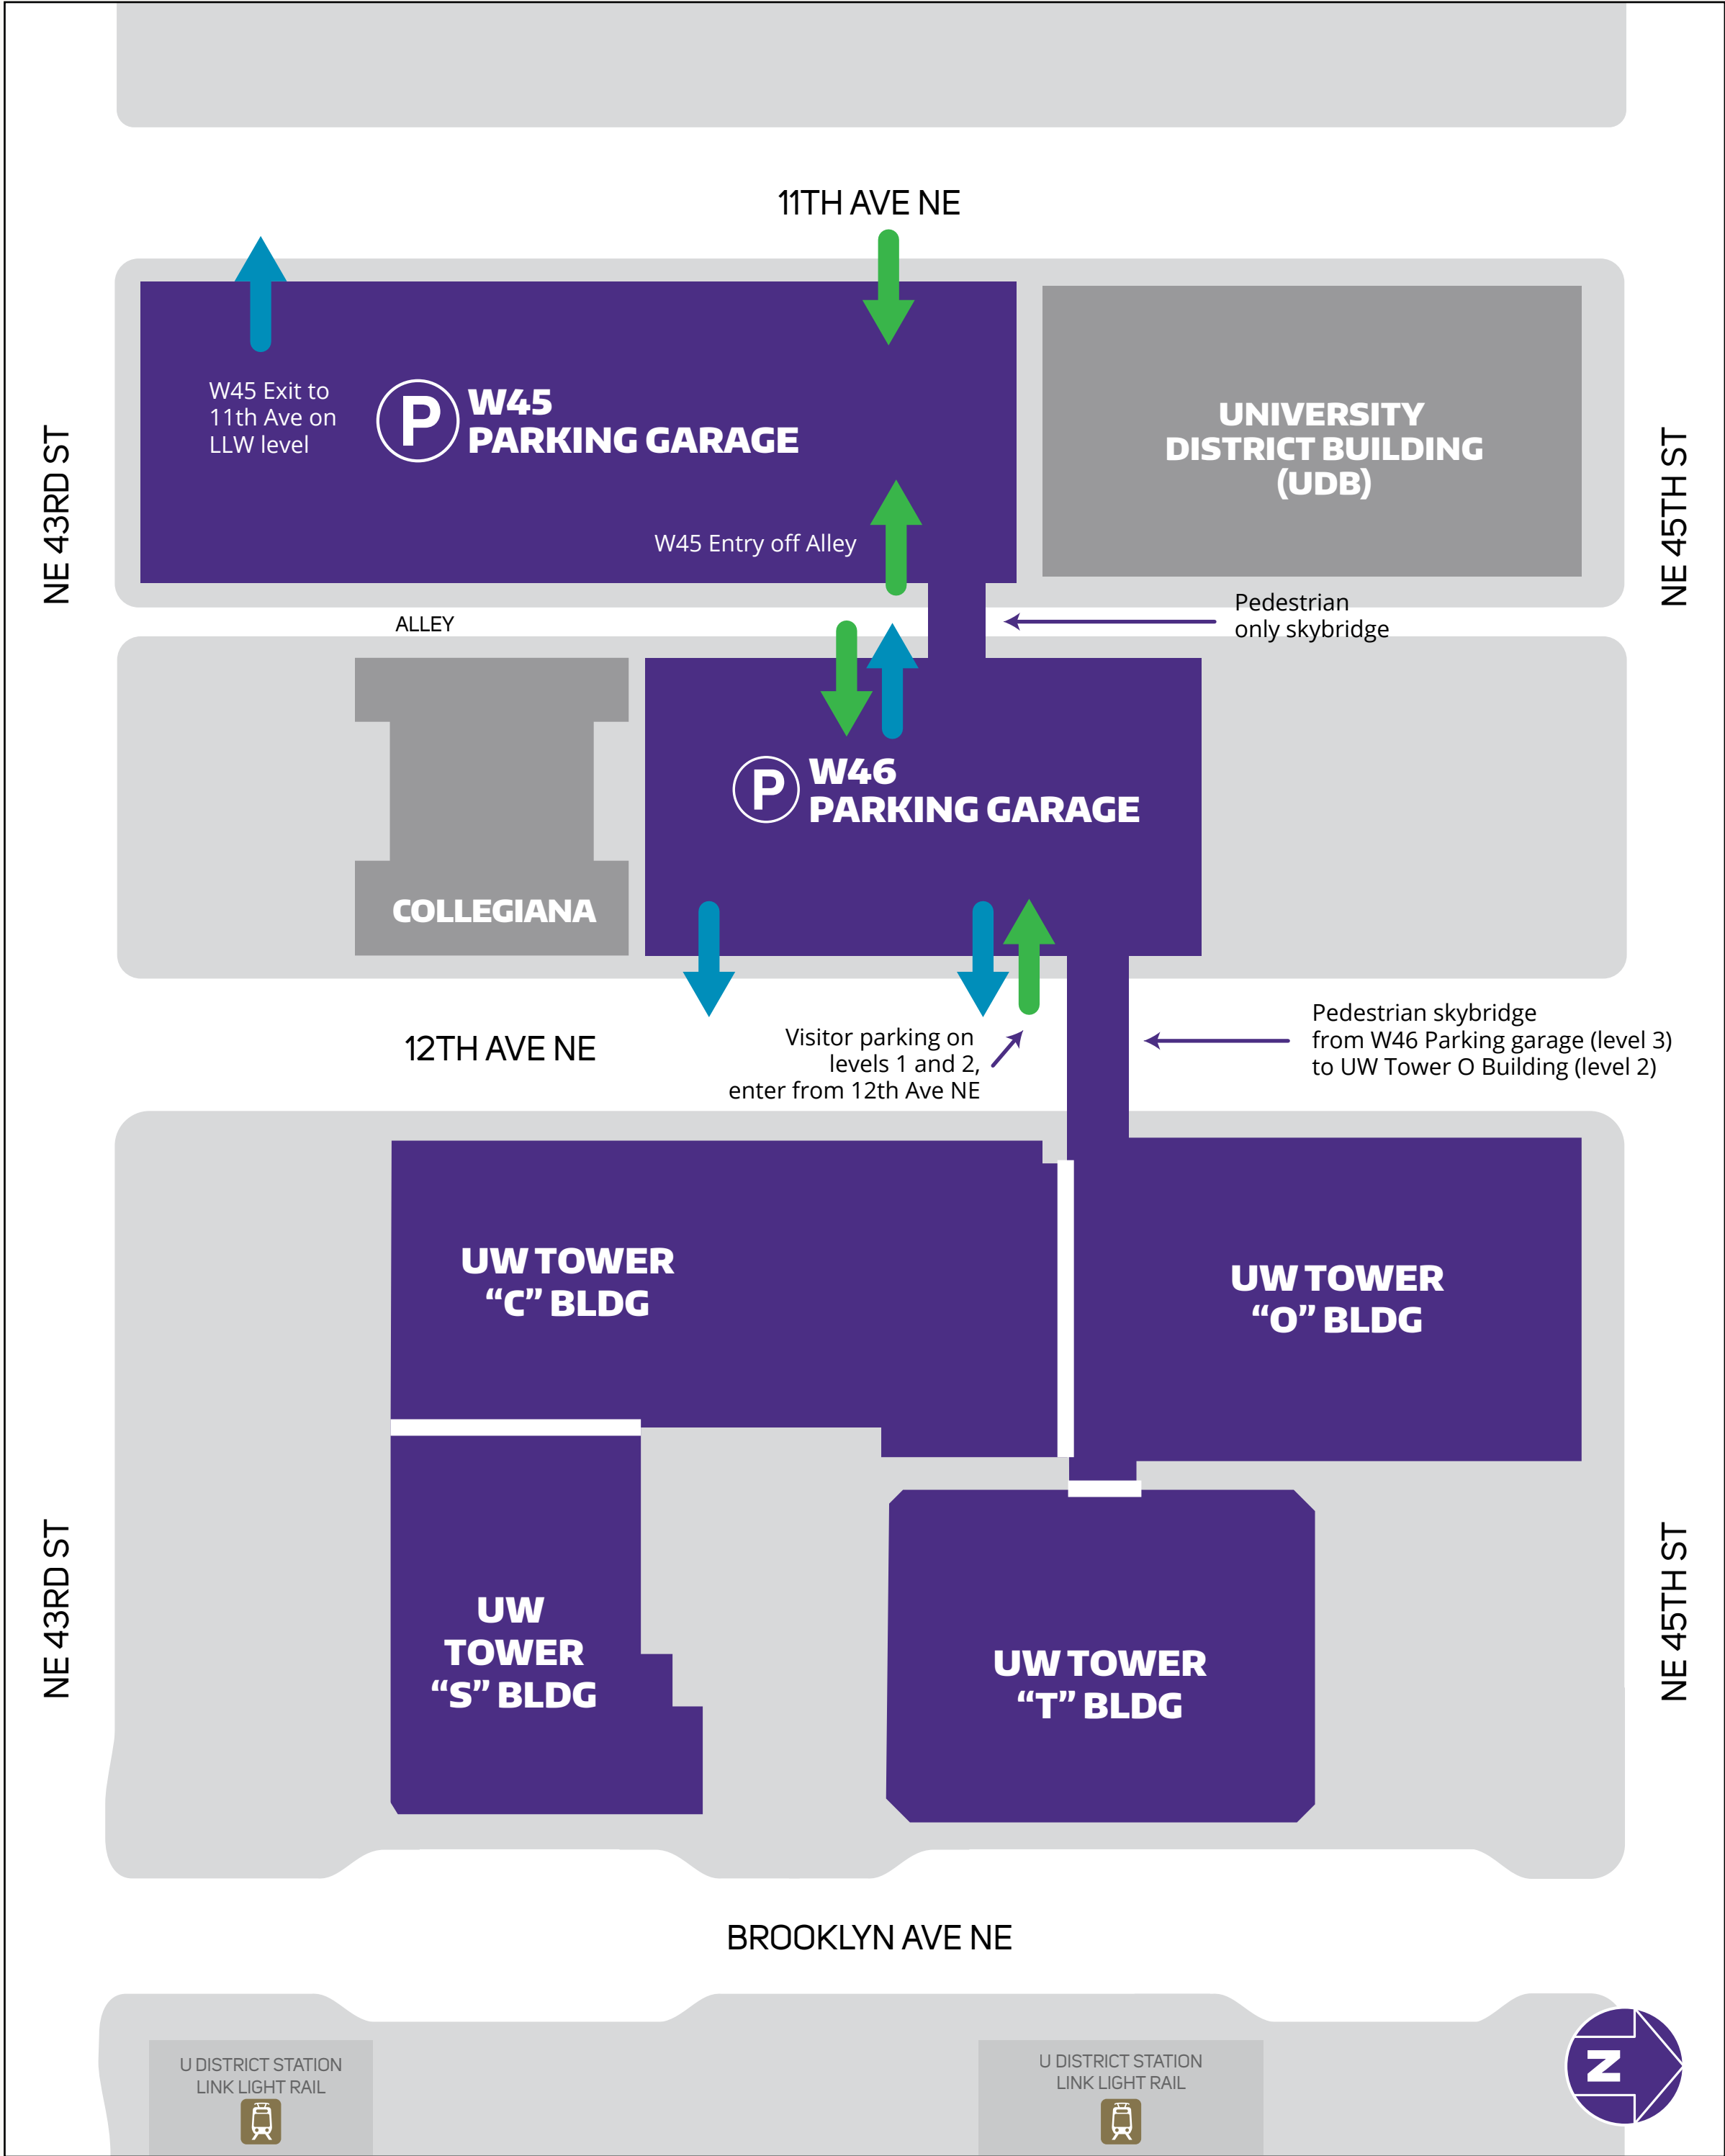 11TH AVE NE
W45 Exit to
11th Ave on
LLW level
P
W45
PARKING GARAGE
UNIVERSITY
DISTRICT BUILDING
(UDB)
NE 43RD ST
NE 45TH ST
W45 Entry off Alley
ALLEY
Pedestrian
only skybridge
P
W46
PARKING GARAGE
COLLEGIANA
12TH AVE NE
Visitor parking on
levels 1 and 2,
enter from 12th Ave NE
Pedestrian skybridge
from W46 Parking garage (level 3)
to UW Tower O Building (level 2)
UW TOWER
“C” BLDG
UW TOWER
“O” BLDG
NE 43RD ST
NE 45TH ST
UW
TOWER
“S” BLDG
UW TOWER
“T” BLDG
BROOKLYN AVE NE
U DISTRICT STATION
LINK LIGHT RAIL
U DISTRICT STATION
LINK LIGHT RAIL
N